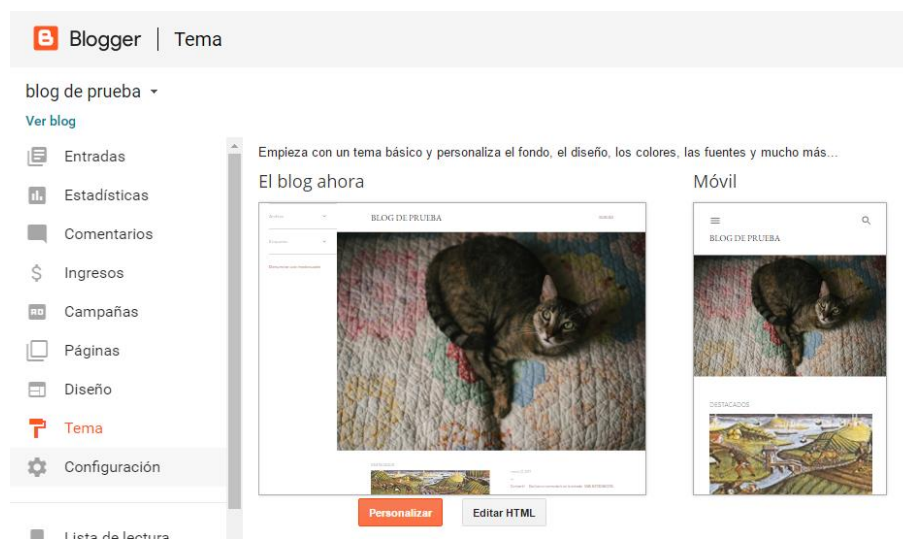 Blogger | Tema
blog de prueba
Ver blog
Entradas
Estadísticas
Comentarios
Ingresos
Campañas
Páginas
Diseño
Tema
Configuración
Lista de lectura
Empieza con un tema básico y personaliza el fondo, el diseño, los colores, las fuentes y mucho más...
El blog ahora
BLOG DE PRUEBA
Móvil
BLOG DE PRUEBA
DESTACADOS
Personalizar
Editar HTML